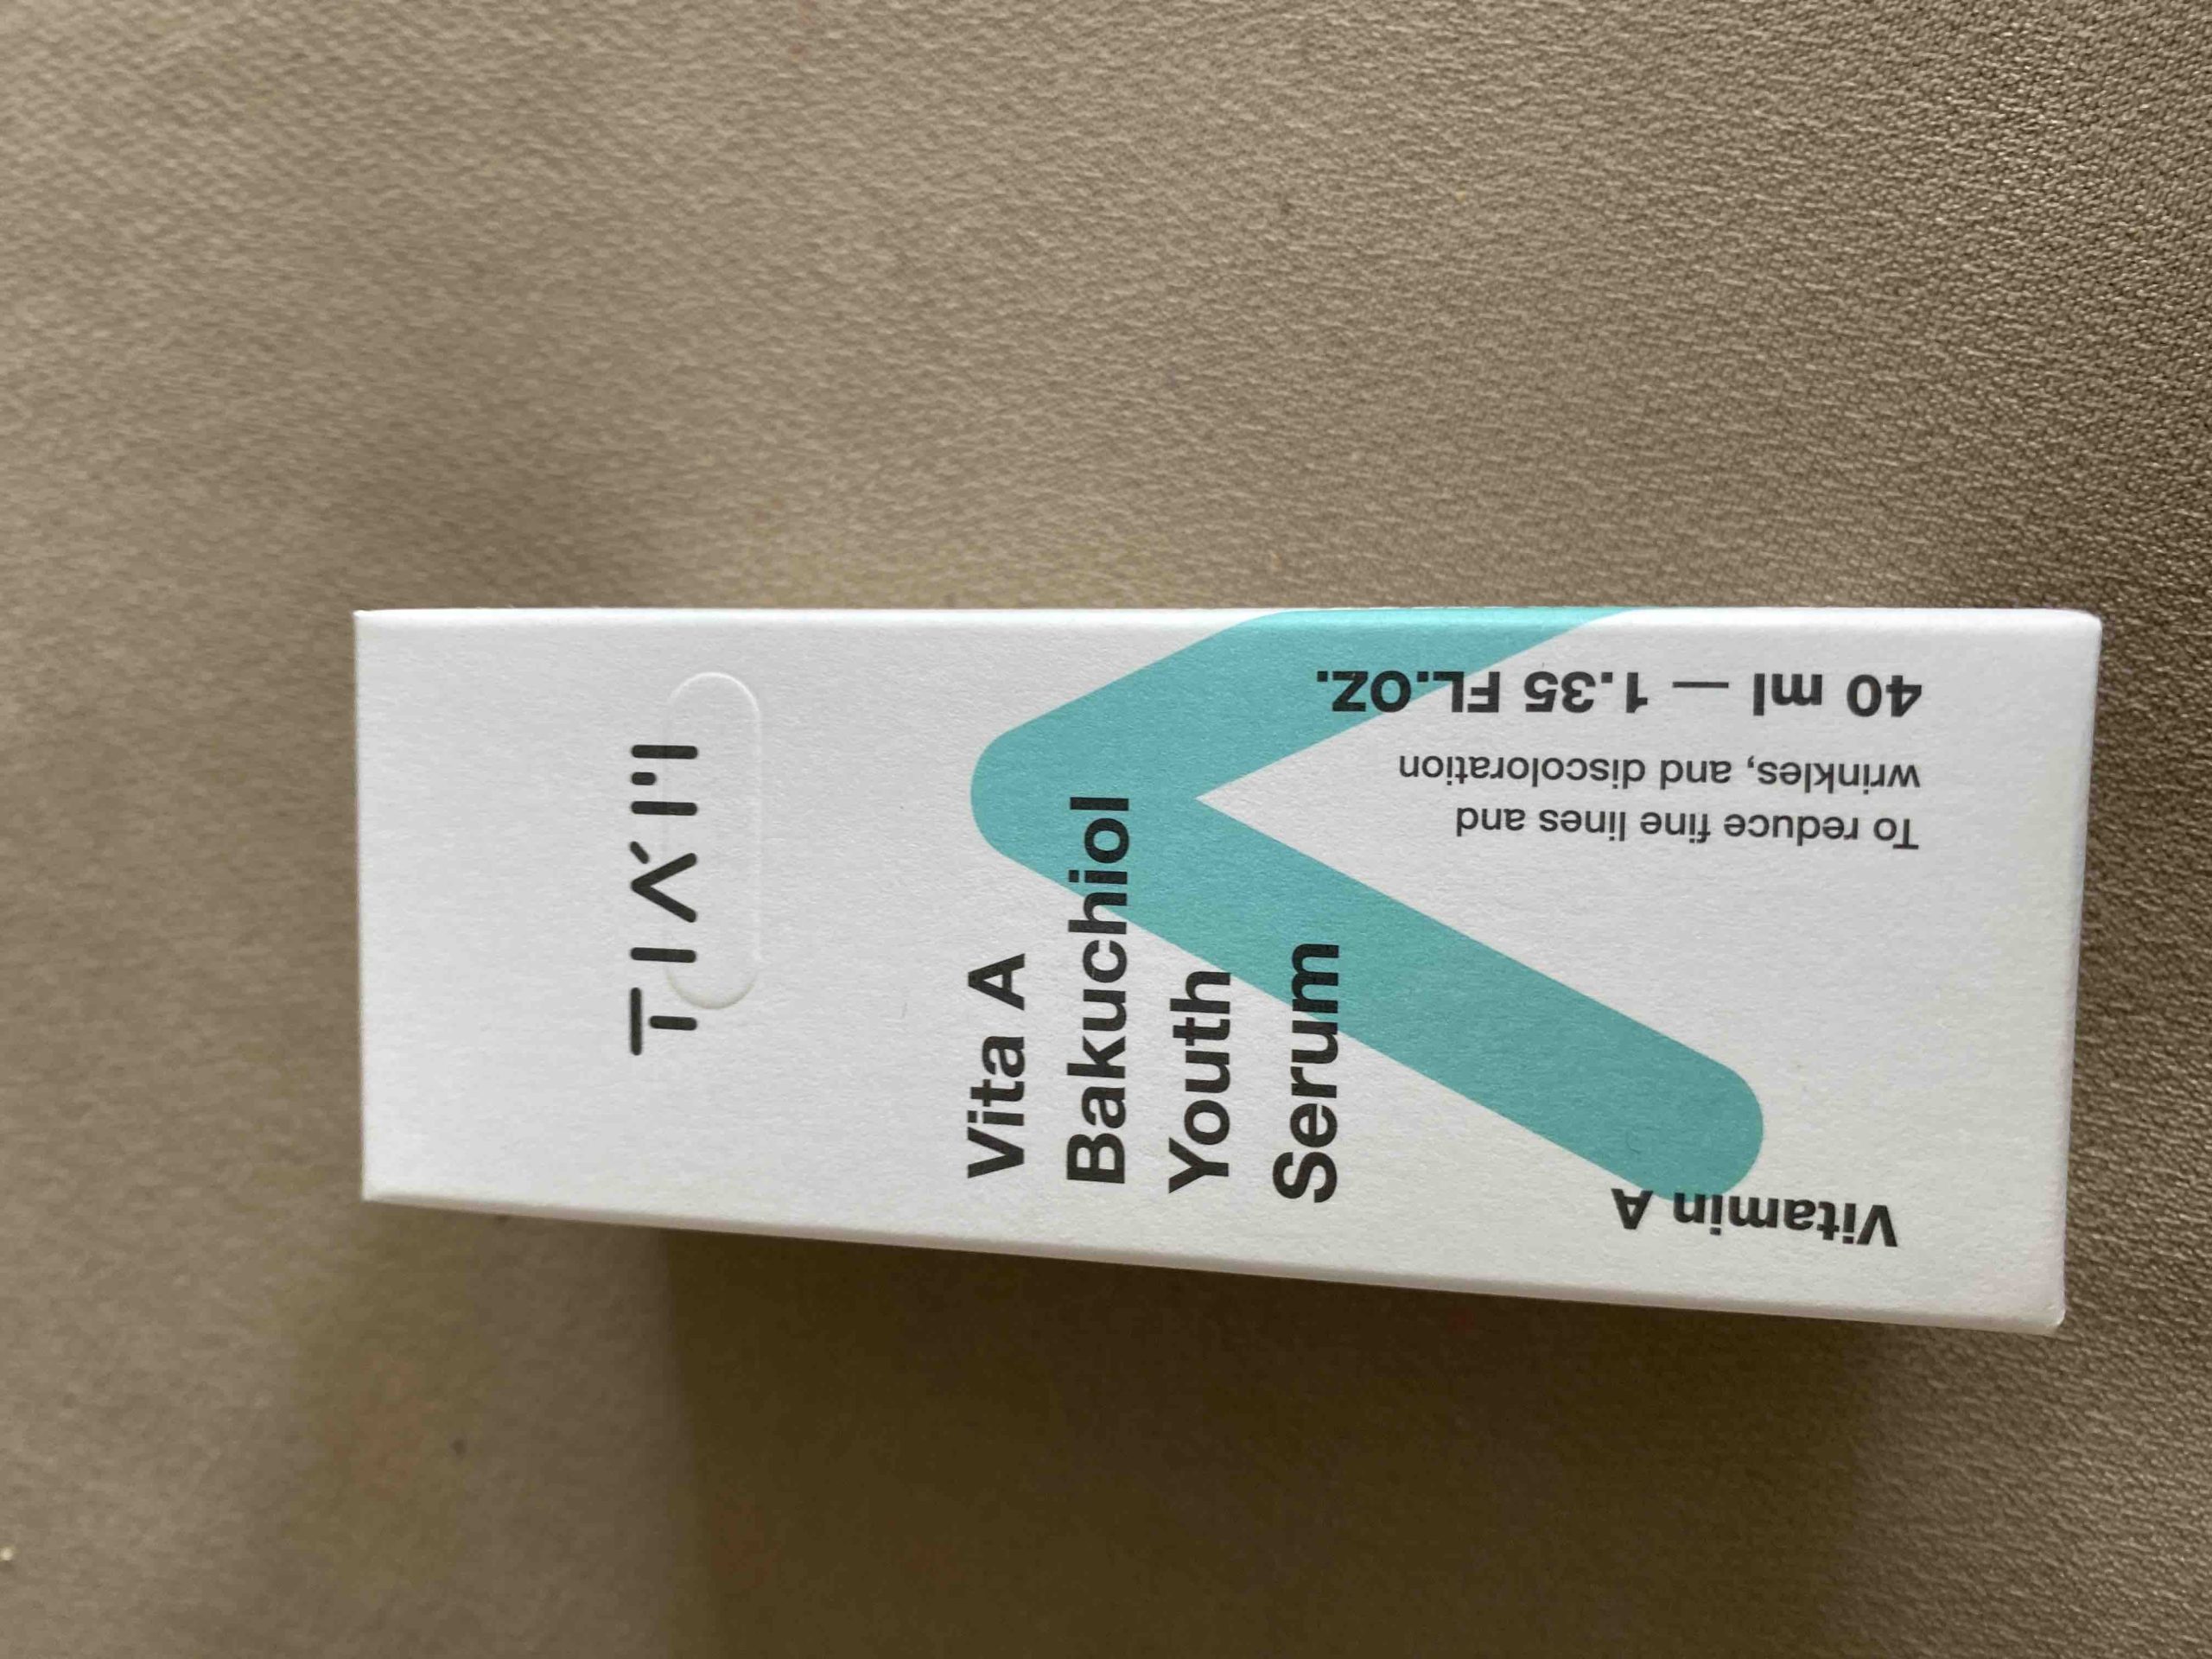 TIAM
Vita A
Bakuchiol
Youth
Serum
Vitamin A
To reduce fine lines and
wrinkles, and discoloration
40 ml — 1.35 FL.OZ.